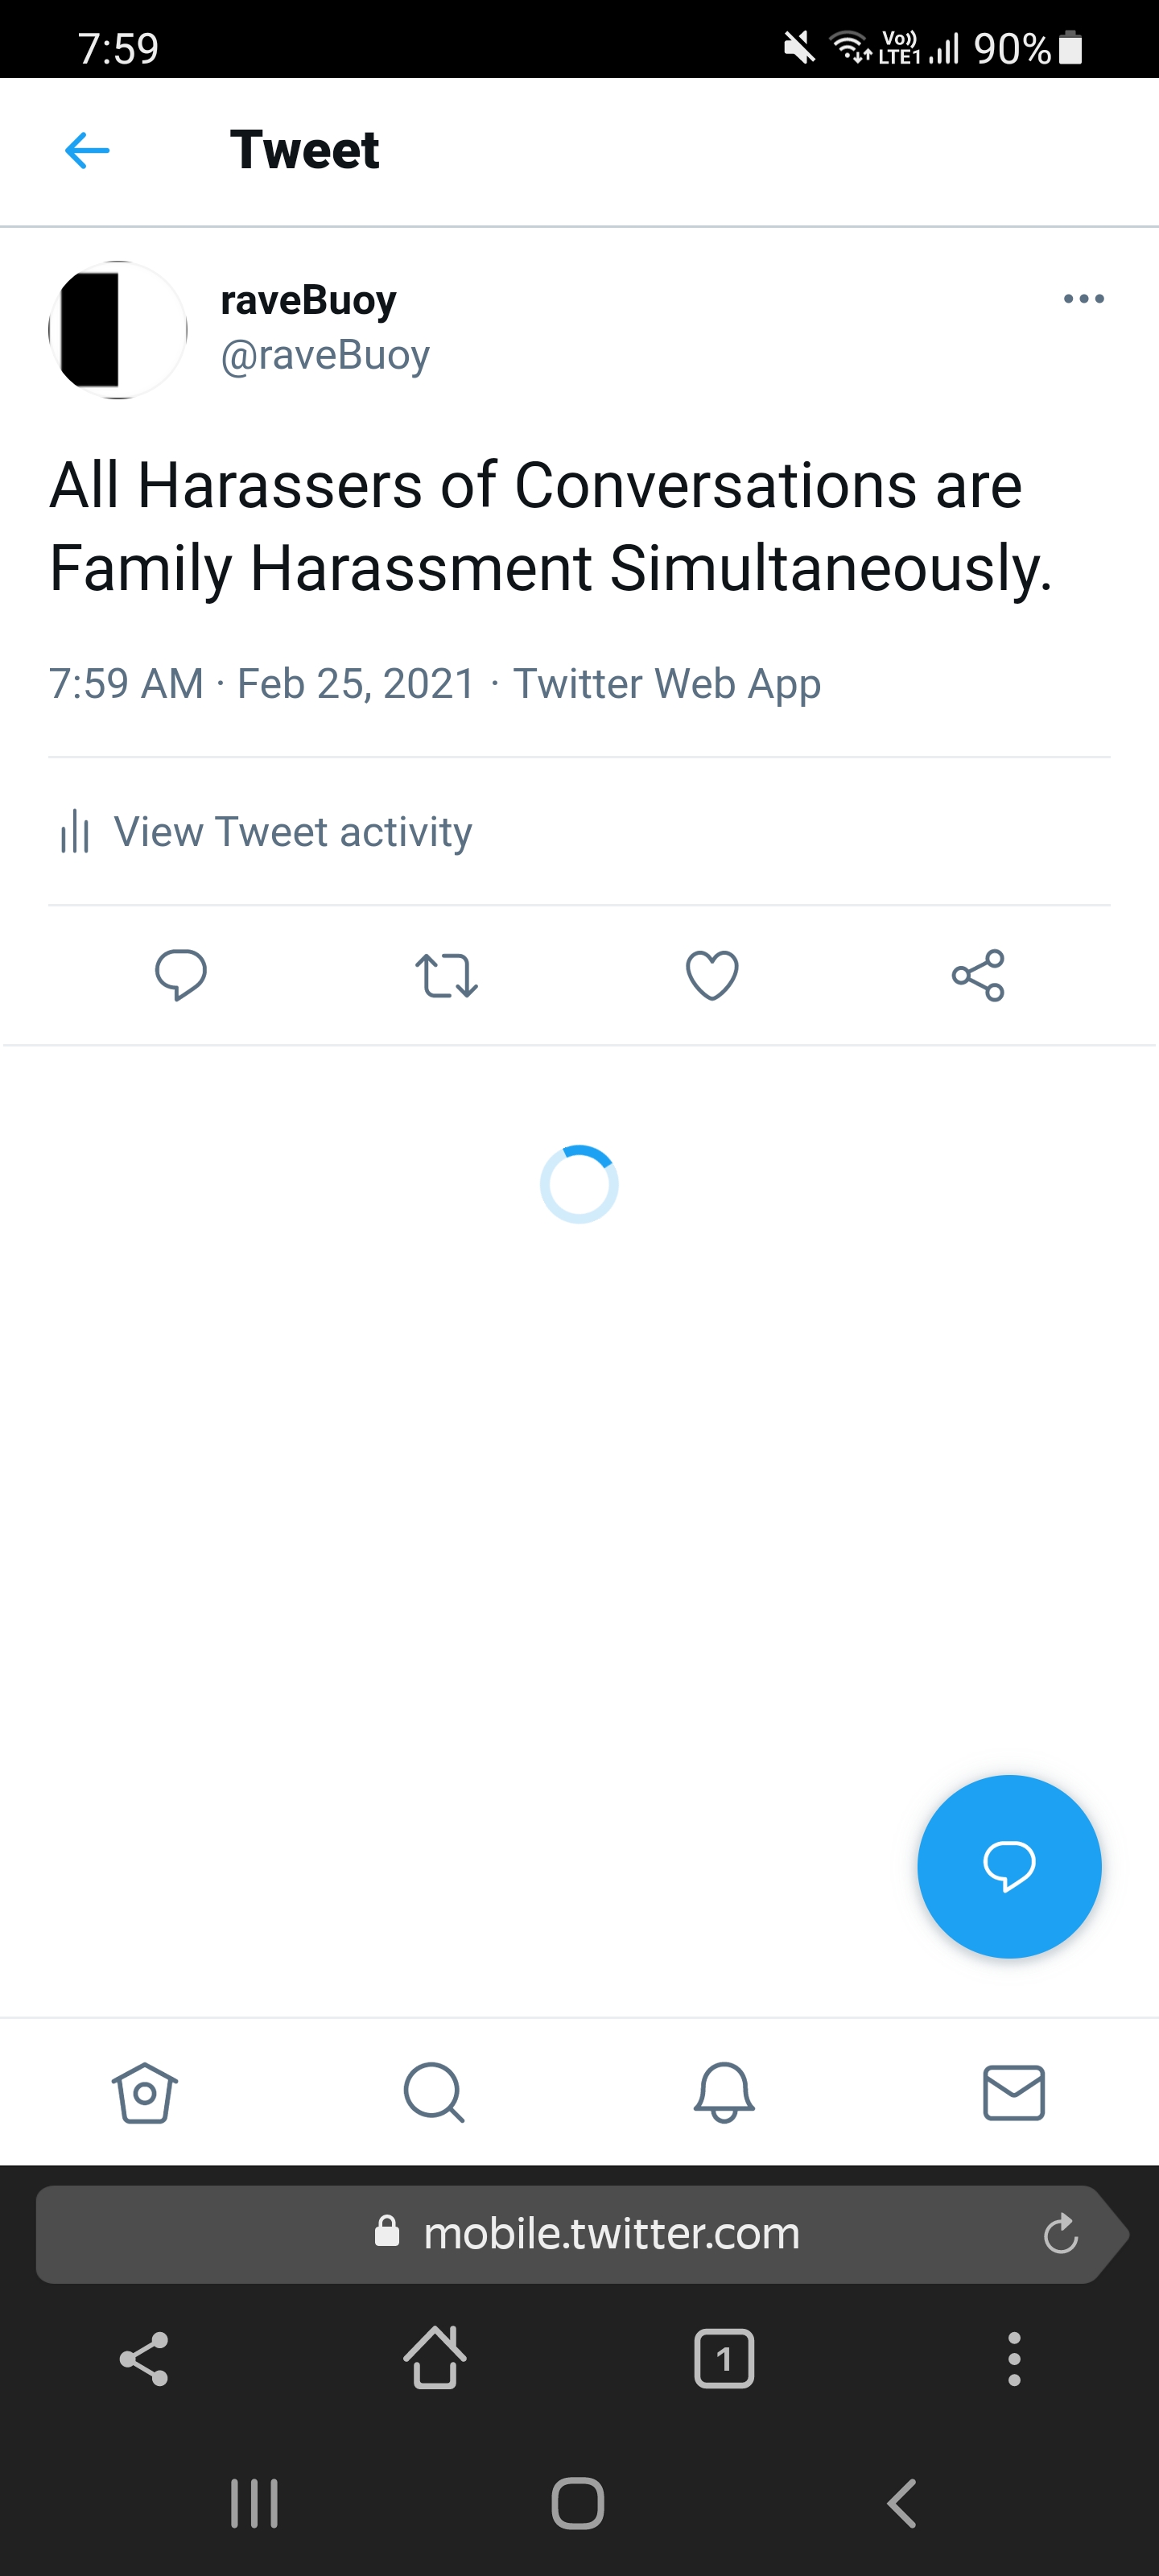 7:59
Vo)) LTE1 90%
Tweet
raveBuoy
@raveBuoy
All Harassers of Conversations are
Family Harassment Simultaneously.
7:59 AM · Feb 25, 2021 · Twitter Web App
View Tweet activity
mobile.twitter.com
1